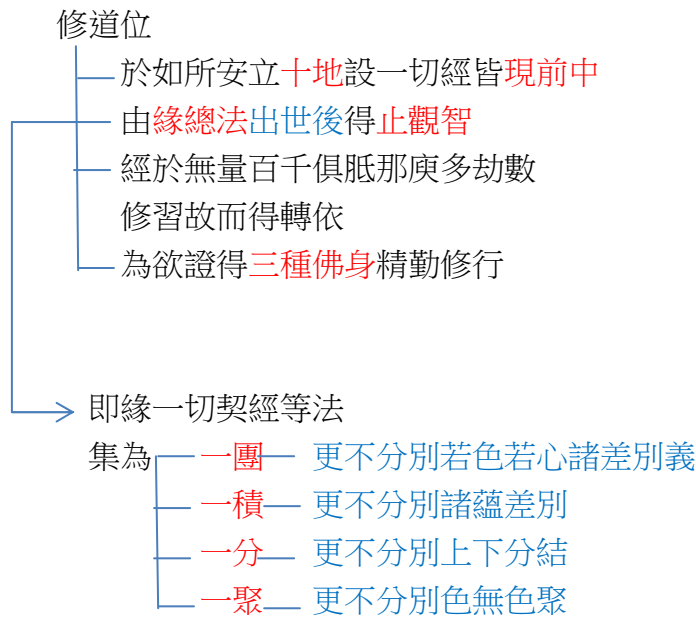 修道位
於如所安立十地設一切經皆現前中
由緣總法出世後得止觀智
經於無量百千俱胝那庾多劫數
修習故而得轉依
為欲證得三種佛身精勤修行
即緣一切契經等法
集為
一團 更不分別若色若心諸差別義
一積 更不分別諸蘊差別
一分 更不分別上下分結
一聚 更不分別色無色聚